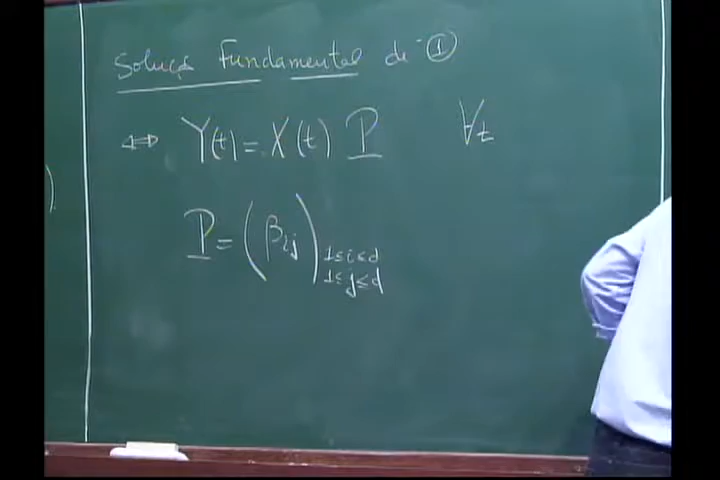 Solução Fundamental de ①
⇔ Y(t) = X(t) P ∀t
P = (βij) 1≤i≤d
1≤j≤d
)